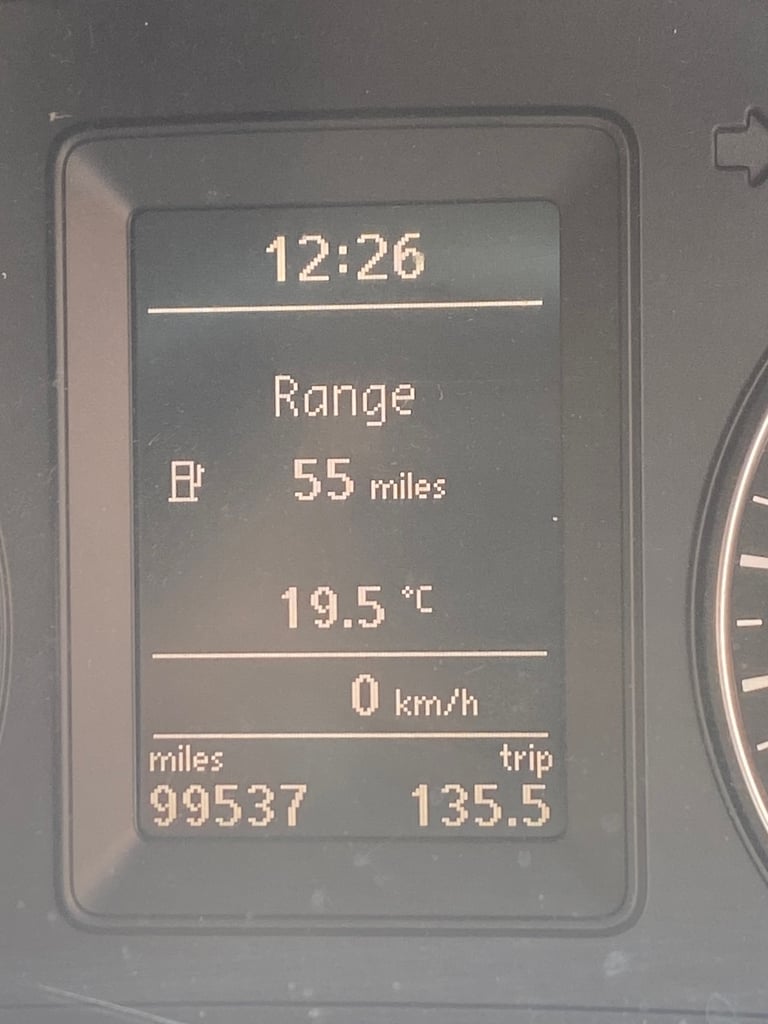 12:26
Range
55 miles
19.5 °C
0 km/h
miles trip
99537 135.5